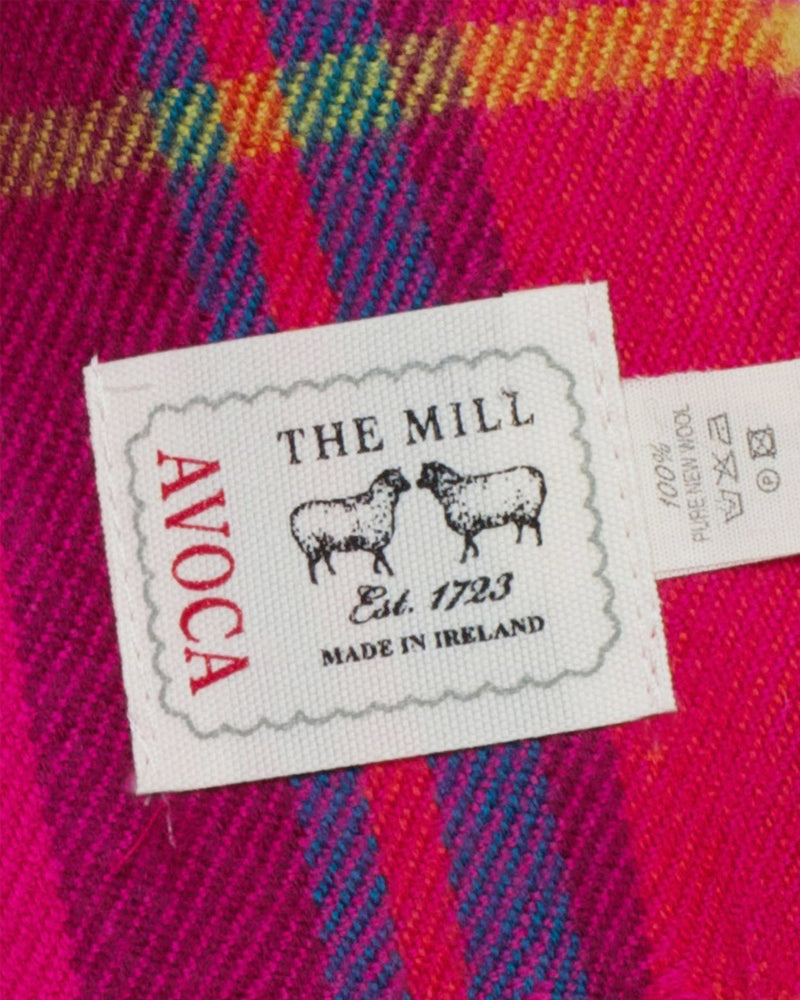 THE MILL
AVOCA
Est. 1723
MADE IN IRELAND
100%
PURE NEW WOOL
P